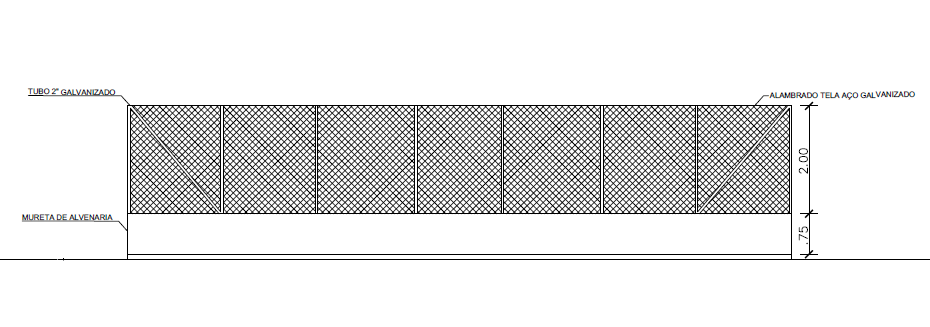 TUBO 2" GALVANIZADO
ALAMBRADO TELA AÇO GALVANIZADO
2.00
MURETA DE ALVENARIA
.75